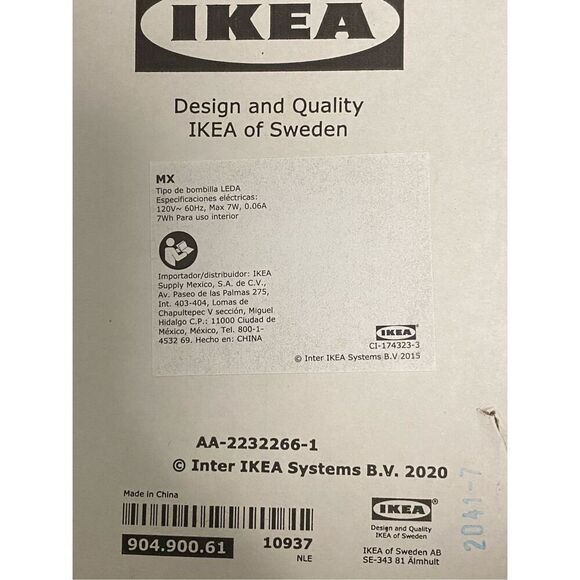 IKEA
Design and Quality
IKEA of Sweden
MX
Tipo de bombilla LEDA
Especificaciones eléctricas:
120V~ 60Hz, Max 7W, 0.06A
7Wh Para uso interior
Importador/distribuidor: IKEA
Supply Mexico, S.A. de C.V.,
Av. Paseo de las Palmas 275,
Int. 403-404, Lomas de
Chapultepec V sección, Miguel
Hidalgo C.P.: 11000 Ciudad de
México, México, Tel. 800-1-
4532 69. Hecho en: CHINA
IKEA
CI-174323-3
© Inter IKEA Systems B.V 2015
AA-2232266-1
© Inter IKEA Systems B.V. 2020
2041-7
Made in China
904.900.61 10937
NLE
IKEA®
Design and Quality
IKEA of Sweden
IKEA of Sweden AB
SE-343 81 Älmhult